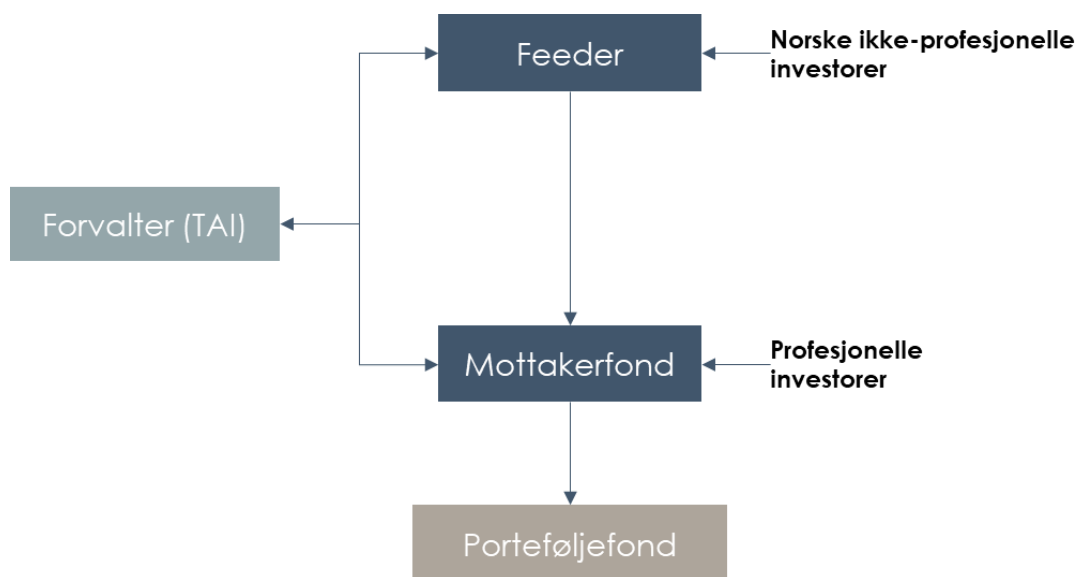 Feeder
Norske ikke-profesjonelle
investorer
Forvalter (TAI)
Mottakerfond
Profesjonelle
investorer
Porteføljefond